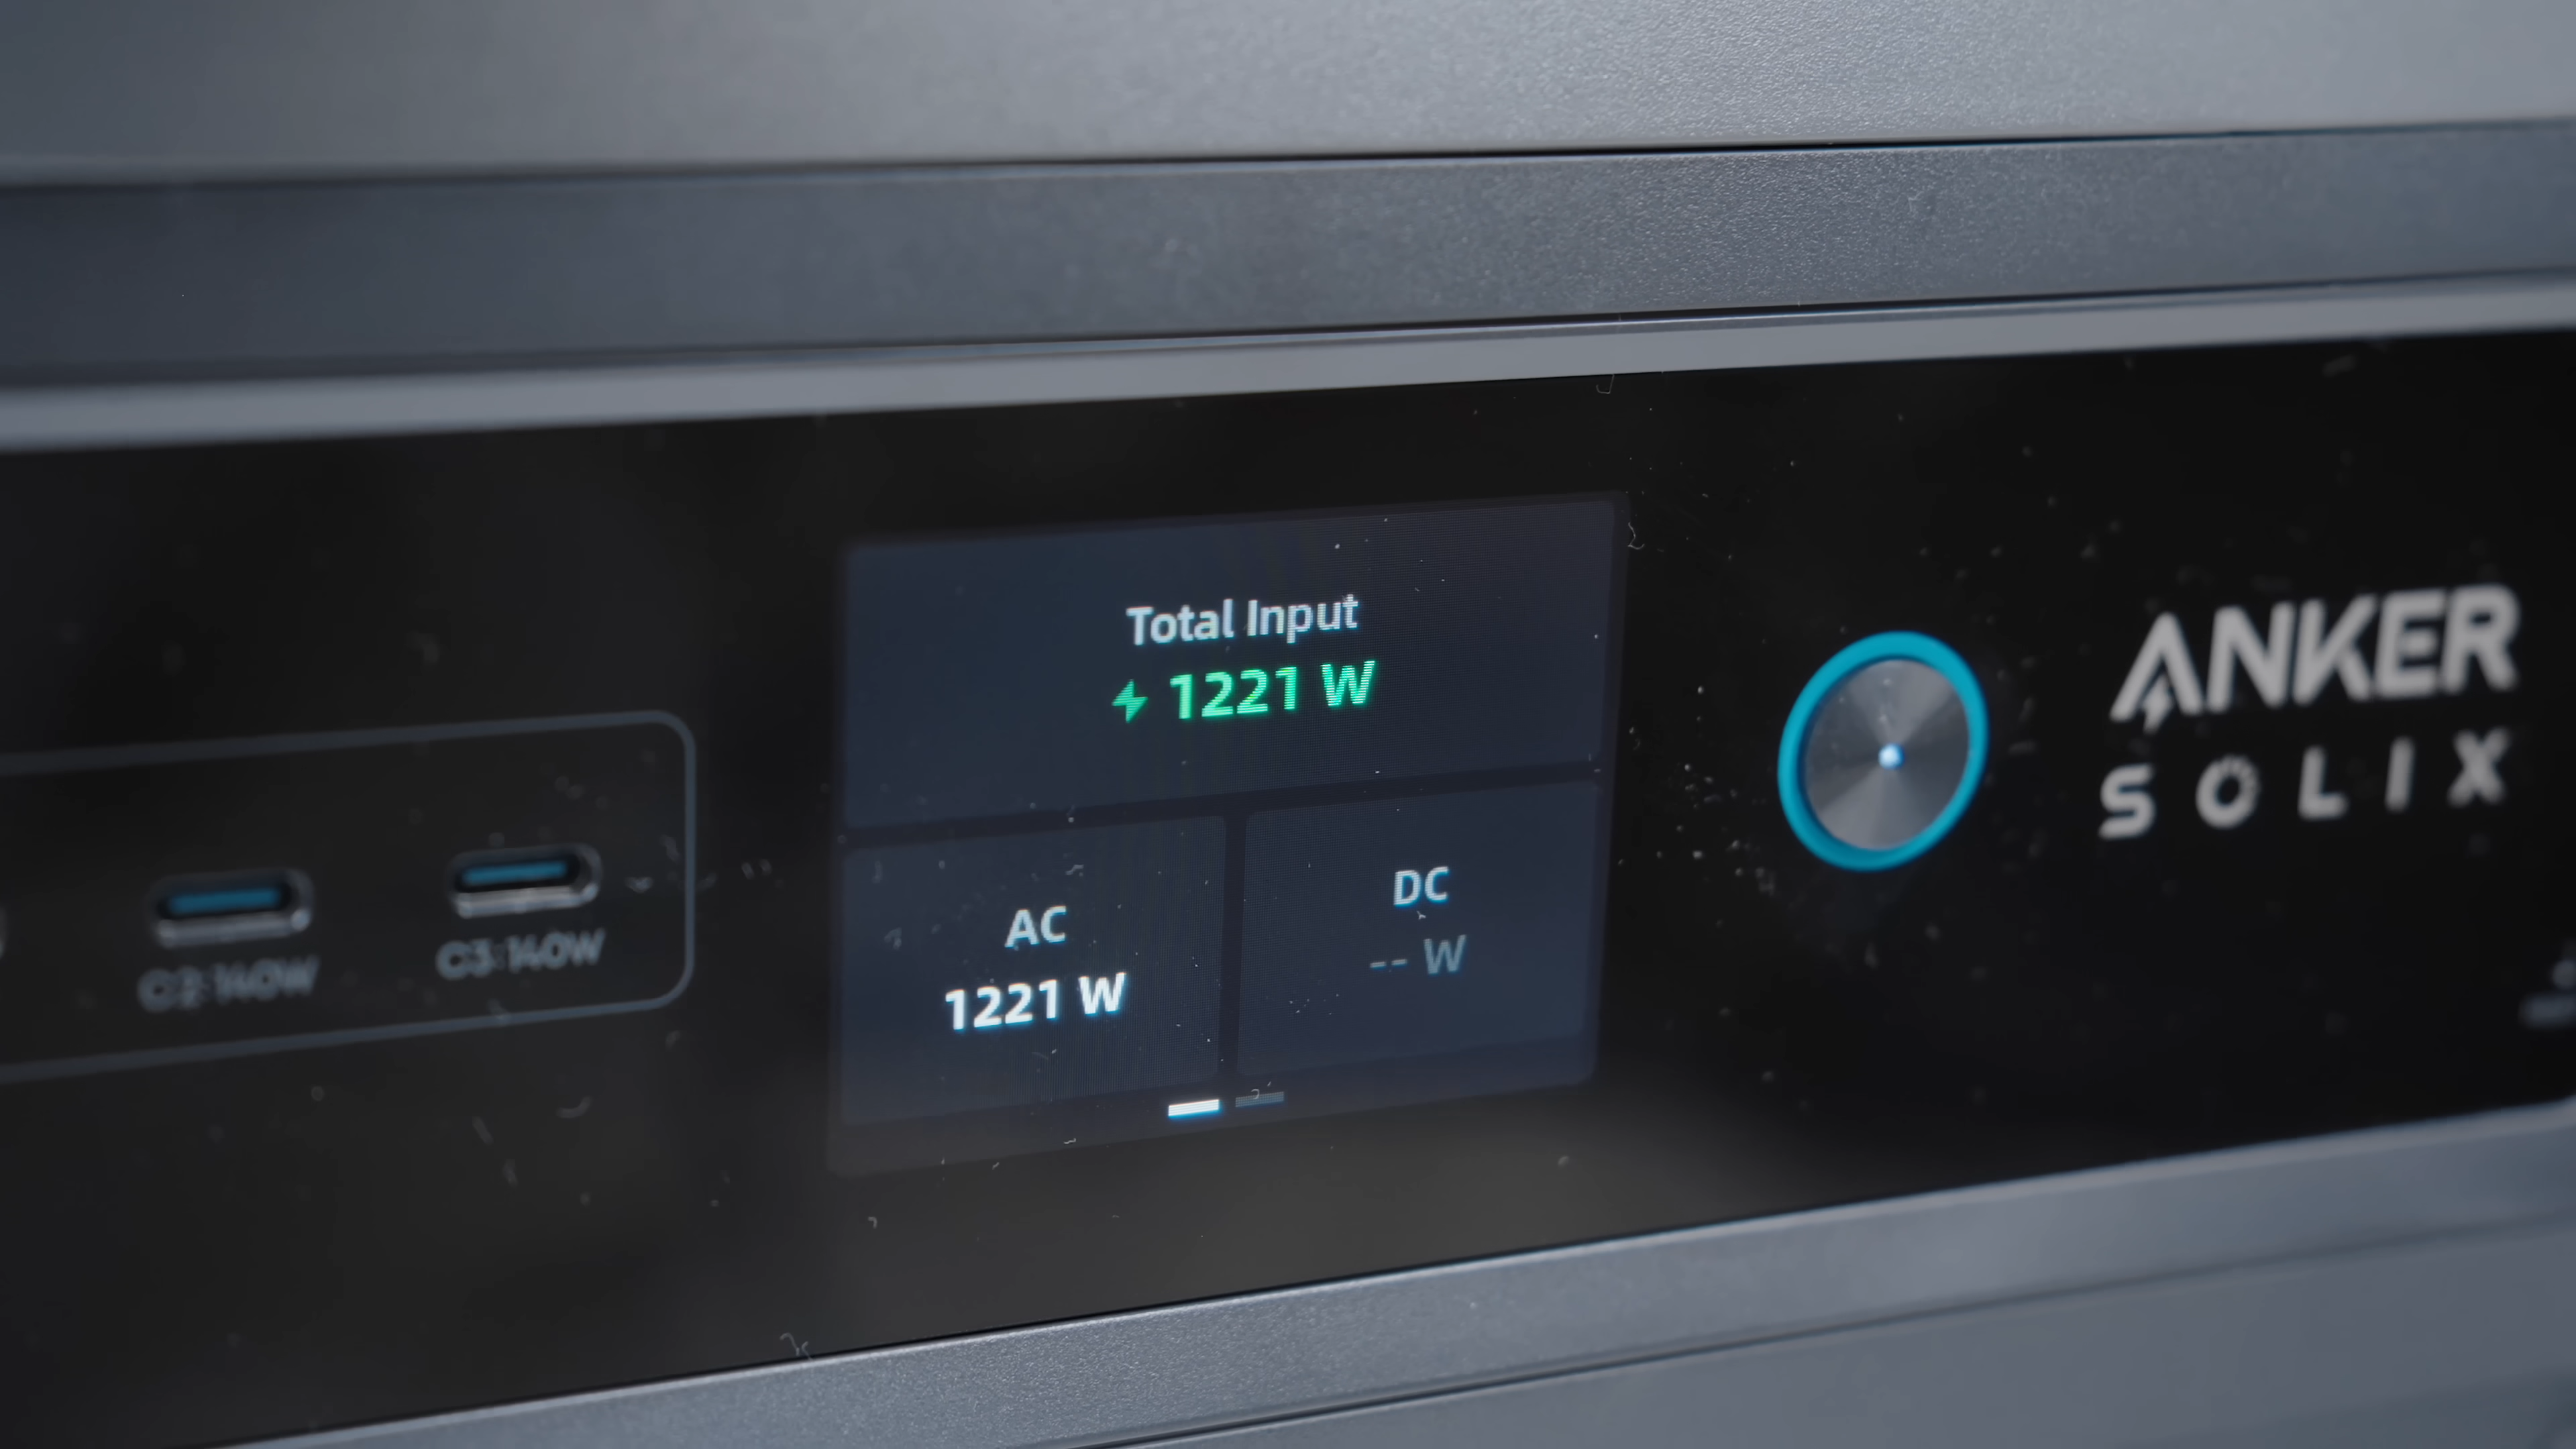 Total Input
1221 W
AC
1221 W
DC
-- W
C2:140W
C3:140W
ANKER
SOLIX